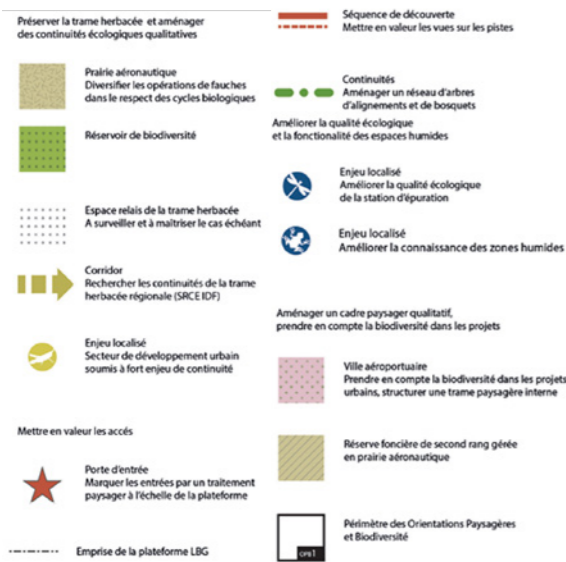 Préserver la trame herbacée et aménager
des continuités écologiques qualitatives
Prairie aéronautique
Diversifier les opérations de fauches
dans le respect des cycles biologiques
Réservoir de biodiversité
Espace relais de la trame herbacée
A surveiller et à maîtriser le cas échéant
Corridor
Rechercher les continuités de la trame
herbacée régionale (SRCE IDF)
Enjeu localisé
Secteur de développement urbain
soumis à fort enjeu de continuité
Mettre en valeur les accés
Porte d'entrée
Marquer les entrées par un traitement
paysager à l'échelle de la plateforme
Emprise de la plateforme LBG
Séquence de découverte
Mettre en valeur les vues sur les pistes
Continuités
Aménager un réseau d'arbres
d'alignements et de bosquets
Améliorer la qualité écologique
et la fonctionalité des espaces humides
Enjeu localisé
Améliorer la qualité écologique
de la station d'épuration
Enjeu localisé
Améliorer la connaissance des zones humides
Aménager un cadre paysager qualitatif,
prendre en compte la biodiversité dans les projets
Ville aéroportuaire
Prendre en compte la biodiversité dans les projets
urbains, structurer une trame paysagère interne
Réserve foncière de second rang gérée
en prairie aéronautique
OPB1
Périmètre des Orientations Paysagères
et Biodiversité